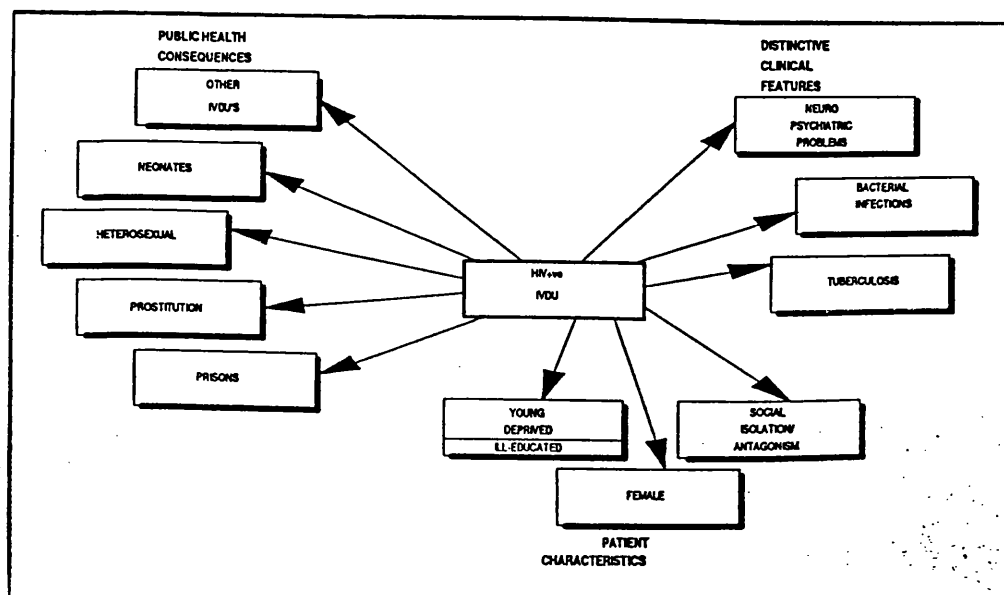 PUBLIC HEALTH
CONSEQUENCES
OTHER
IVDU'S
NEONATES
HETEROSEXUAL
PROSTITUTION
PRISONS
DISTINCTIVE
CLINICAL
FEATURES
NEURO
PSYCHIATRIC
PROBLEMS
BACTERIAL
INFECTIONS
TUBERCULOSIS
HIV+ve
IVDU
YOUNG
DEPRIVED
ILL-EDUCATED
SOCIAL
ISOLATION/
ANTAGONISM
FEMALE
PATIENT
CHARACTERISTICS